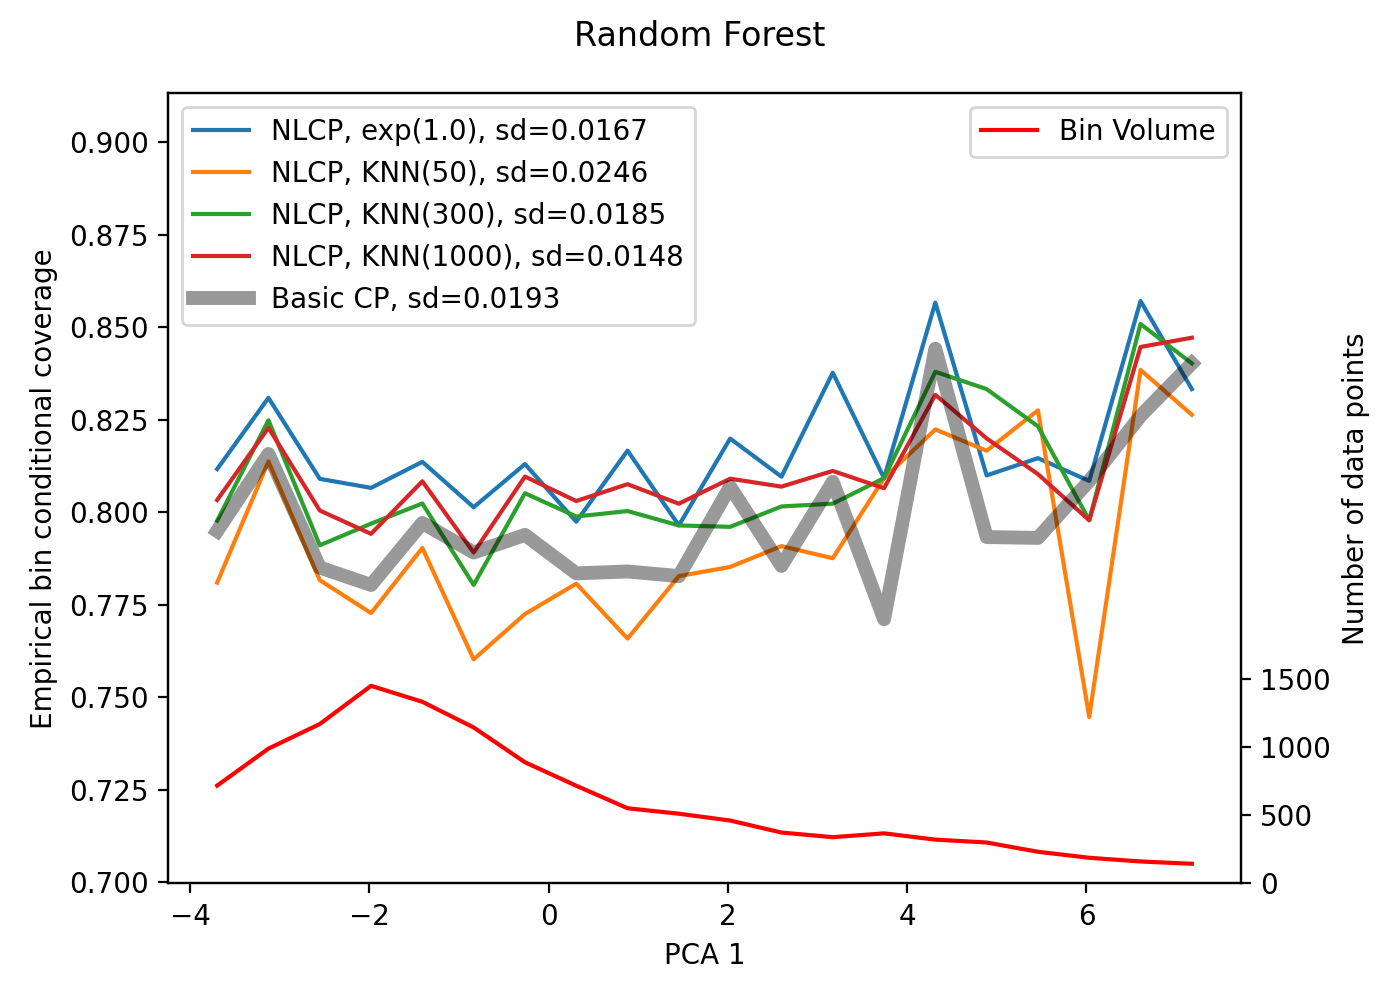 Random Forest
NLCP, exp(1.0), sd=0.0167
NLCP, KNN(50), sd=0.0246
NLCP, KNN(300), sd=0.0185
NLCP, KNN(1000), sd=0.0148
Basic CP, sd=0.0193
Bin Volume
Empirical bin conditional coverage
0.900
0.875
0.850
0.825
0.800
0.775
0.750
0.725
0.700
Number of data points
1500
1000
500
0
−4
−2
0
2
4
6
PCA 1